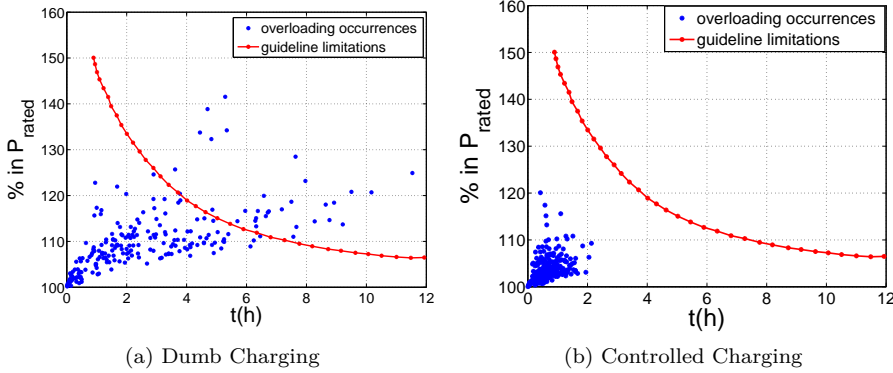 160
150
140
130
120
110
100
% in P_rated
0 2 4 6 8 10 12
t(h)
overloading occurrences
guideline limitations
(a) Dumb Charging
160
150
140
130
120
110
100
% in P_rated
0 2 4 6 8 10 12
t(h)
overloading occurrences
guideline limitations
(b) Controlled Charging